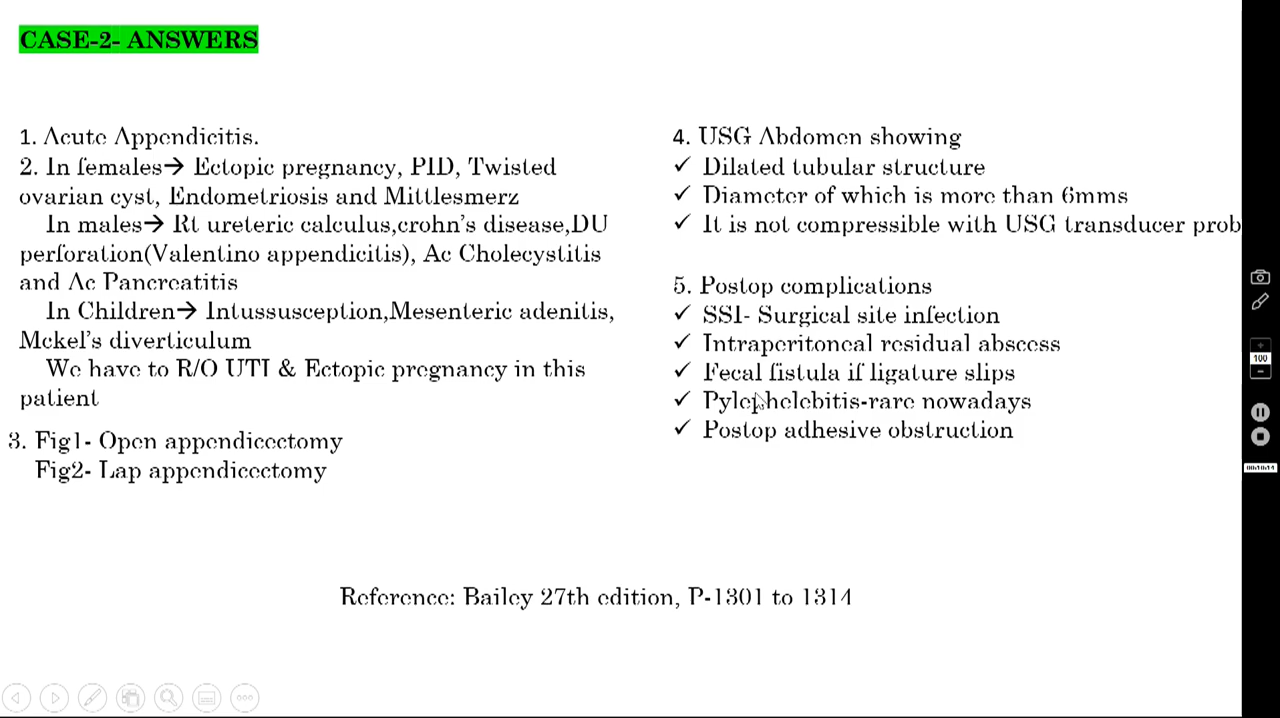 CASE-2- ANSWERS
1. Acute Appendicitis.
2. In females→ Ectopic pregnancy, PID, Twisted
ovarian cyst, Endometriosis and Mittlesmerz
In males→ Rt ureteric calculus,crohn's disease,DU
perforation(Valentino appendicitis), Ac Cholecystitis
and Ac Pancreatitis
In Children→ Intussusception,Mesenteric adenitis,
Mckel's diverticulum
We have to R/O UTI & Ectopic pregnancy in this
patient
3. Fig1- Open appendicectomy
Fig2- Lap appendicectomy
4. USG Abdomen showing
✓ Dilated tubular structure
✓ Diameter of which is more than 6mms
✓ It is not compressible with USG transducer prob
5. Postop complications
✓ SSI- Surgical site infection
✓ Intraperitoneal residual abscess
✓ Fecal fistula if ligature slips
✓ Pylephelebitis-rare nowadays
✓ Postop adhesive obstruction
Reference: Bailey 27th edition, P-1301 to 1314
100